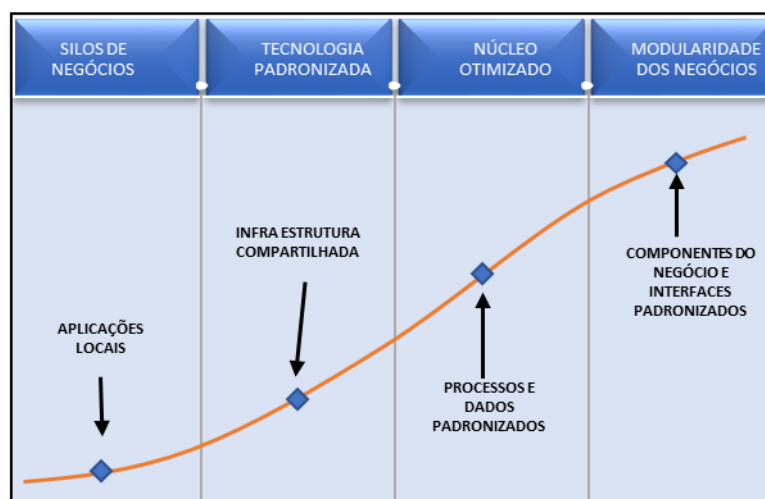 SILOS DE
NEGÓCIOS
TECNOLOGIA
PADRONIZADA
NÚCLEO
OTIMIZADO
MODULARIDADE
DOS NEGÓCIOS
INFRA ESTRUTURA
COMPARTILHADA
COMPONENTES DO
NEGÓCIO E
INTERFACES
PADRONIZADOS
APLICAÇÕES
LOCAIS
PROCESSOS E
DADOS
PADRONIZADOS